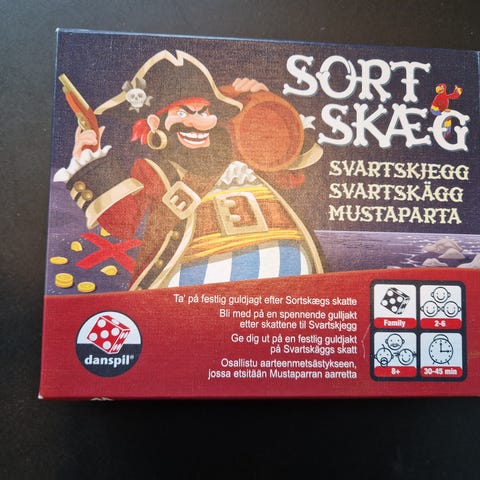 SORT
SKÆG
SVARTSKJEGG
SVARTSKÄGG
MUSTAPARTA
Ta' på festlig guldjagt efter Sortskægs skatte
Bli med på en spennende gulljakt
etter skattene til Svartskjegg
Ge dig ut på en festlig guldjakt
på Svartskäggs skatt
Osallistu aarteenmetsästykseen,
jossa etsitään Mustaparran aarretta
danspil®
Family
2-6
8+
30-45 min